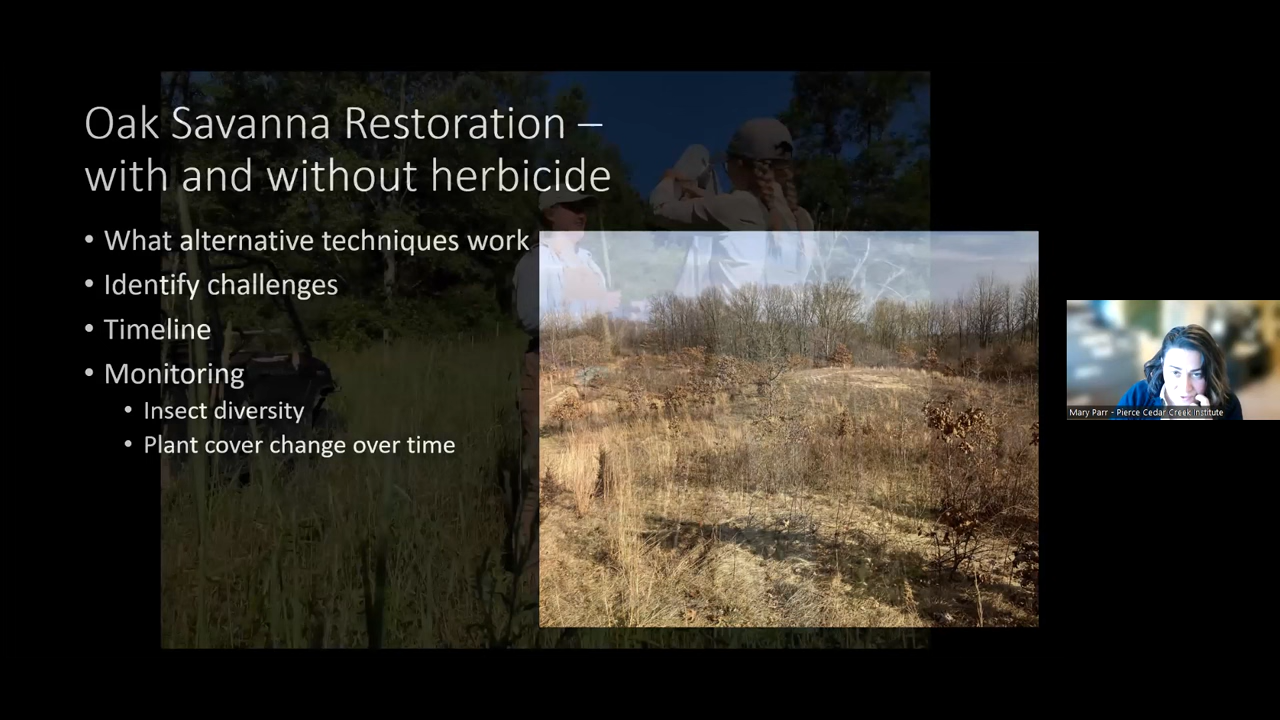 Oak Savanna Restoration –
with and without herbicide
• What alternative techniques work
• Identify challenges
• Timeline
• Monitoring
• Insect diversity
• Plant cover change over time
Mary Parr - Pierce Cedar Creek Institute